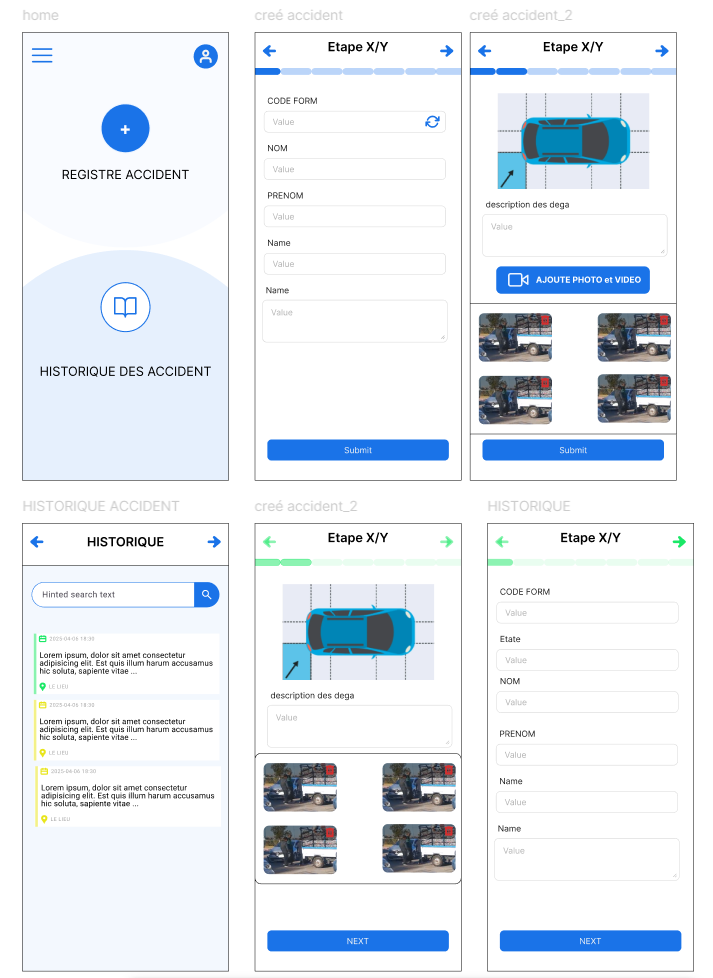 home
REGISTRE ACCIDENT
HISTORIQUE DES ACCIDENT
creé accident
Etape X/Y
CODE FORM
Value
NOM
Value
PRENOM
Value
Name
Value
Name
Value
Submit
creé accident_2
Etape X/Y
description des dega
Value
AJOUTE PHOTO et VIDEO
Submit
HISTORIQUE ACCIDENT
HISTORIQUE
Hinted search text
2025-04-06 19:30
Lorem ipsum, dolor sit amet consectetur
adipisicing elit. Est quis illum harum accusamus
hic soluta, sapiente vitae ...
LE LIEU
2025-04-06 19:30
Lorem ipsum, dolor sit amet consectetur
adipisicing elit. Est quis illum harum accusamus
hic soluta, sapiente vitae ...
LE LIEU
2025-04-06 19:30
Lorem ipsum, dolor sit amet consectetur
adipisicing elit. Est quis illum harum accusamus
hic soluta, sapiente vitae ...
LE LIEU
creé accident_2
Etape X/Y
description des dega
Value
NEXT
HISTORIQUE
Etape X/Y
CODE FORM
Value
Etate
Value
NOM
Value
PRENOM
Value
Name
Value
Name
Value
NEXT